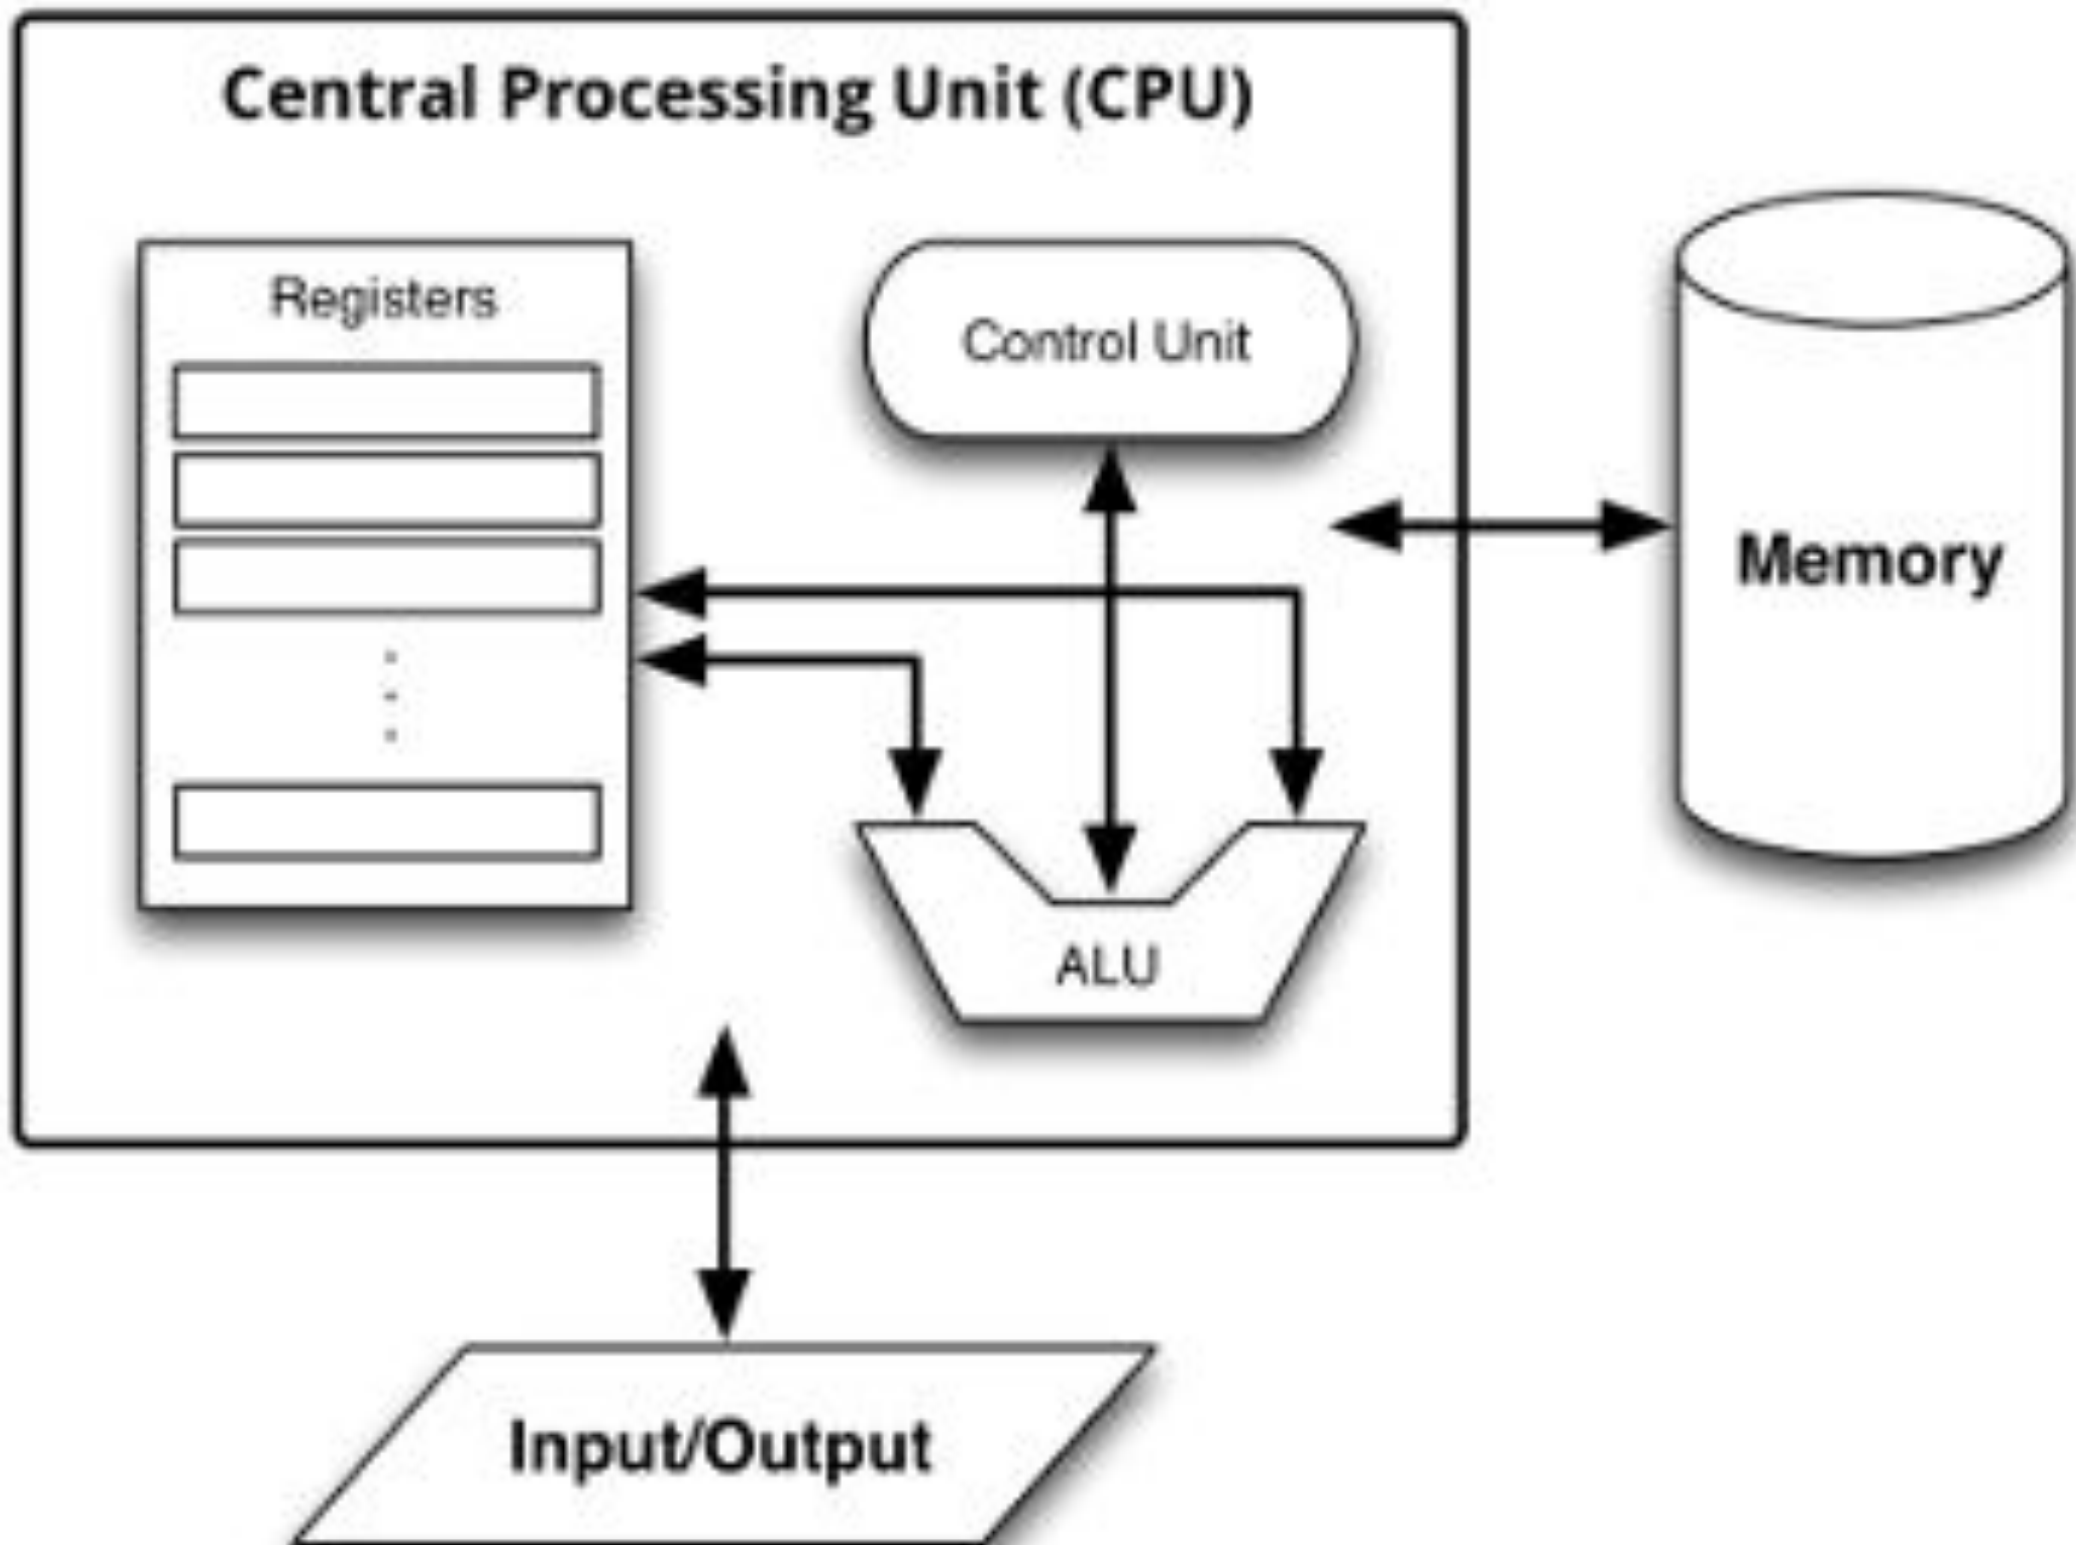 Central Processing Unit (CPU)
Registers
Control Unit
Memory
ALU
Input/Output